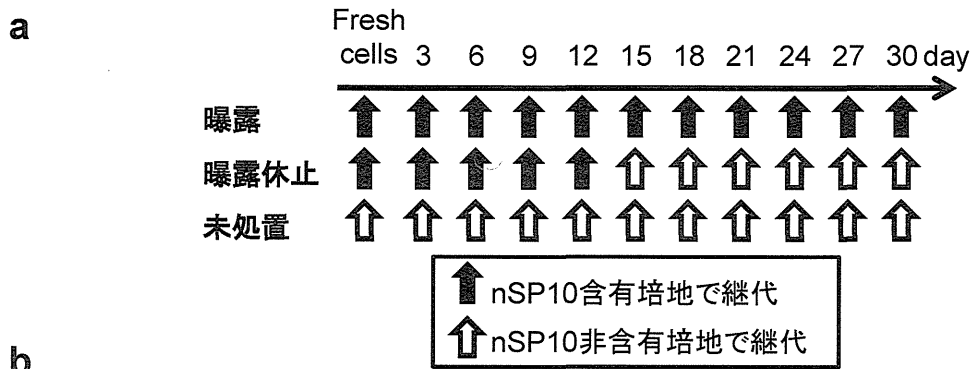 a
Fresh
cells 3 6 9 12 15 18 21 24 27 30 day
曝露
曝露休止
未処置
nSP10含有培地で継代
nSP10非含有培地で継代
b